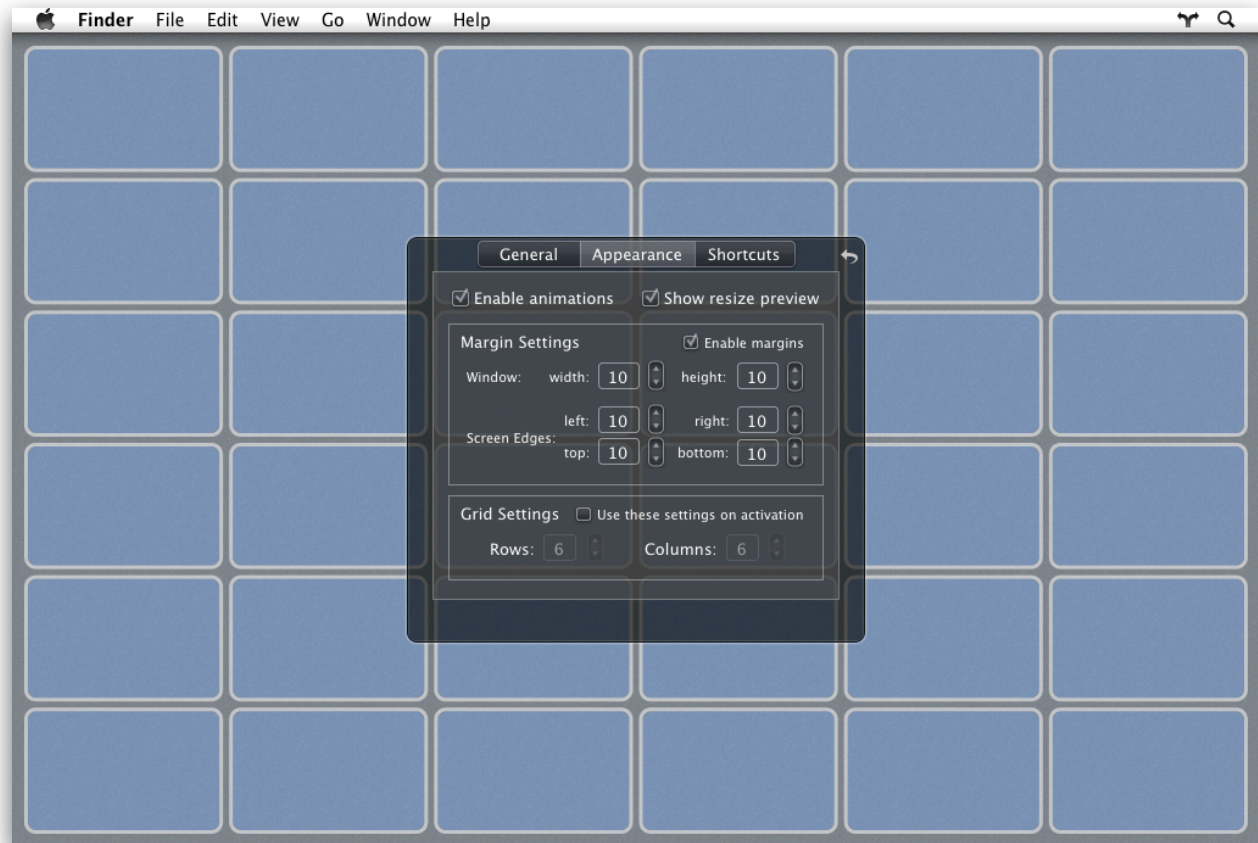 Finder File Edit View Go Window Help
General Appearance Shortcuts
Enable animations Show resize preview
Margin Settings Enable margins
Window: width: 10 height: 10
left: 10 right: 10
Screen Edges:
top: 10 bottom: 10
Grid Settings Use these settings on activation
Rows: 6 Columns: 6